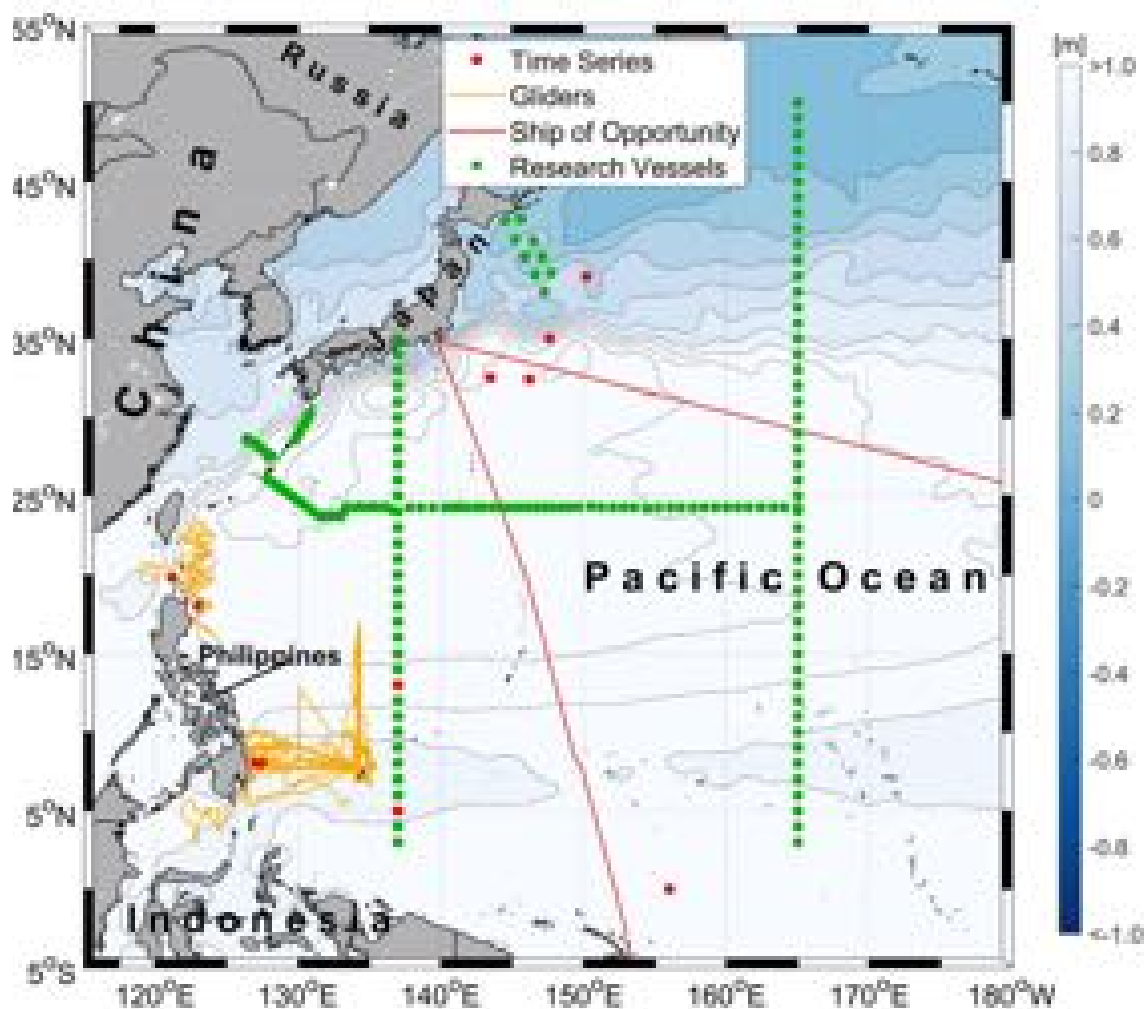 55°N
45°N
35°N
25°N
15°N
5°N
5°S
120°E 130°E 140°E 150°E 160°E 170°E 180°W
Russia
China
Japan
Philippines
Indonesia
Pacific Ocean
Time Series
Gliders
Ship of Opportunity
Research Vessels
[m]
>1.0
0.8
0.6
0.4
0.2
0
-0.2
-0.4
-0.6
-0.8
<-1.0